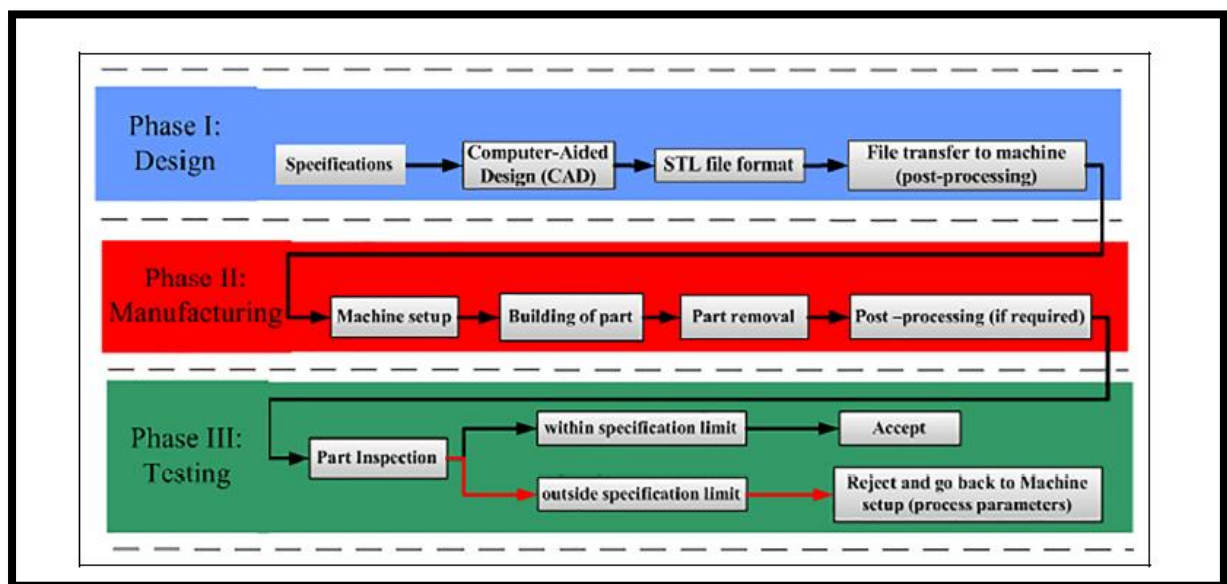 Phase I:
Design
Specifications
Computer-Aided
Design (CAD)
STL file format
File transfer to machine
(post-processing)
Phase II:
Manufacturing
Machine setup
Building of part
Part removal
Post –processing (if required)
Phase III:
Testing
Part Inspection
within specification limit
Accept
outside specification limit
Reject and go back to Machine
setup (process parameters)